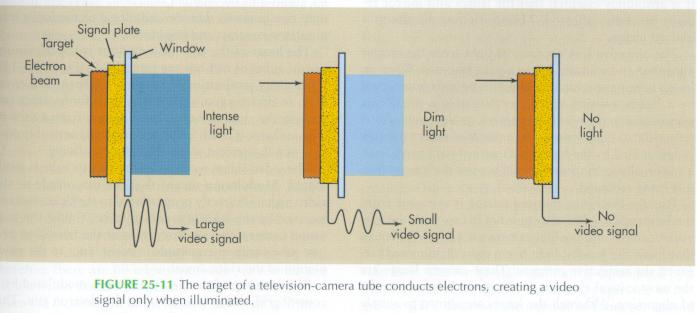 Signal plate
Target
Window
Electron
beam
Intense
light
Large
video signal
Dim
light
Small
video signal
No
light
No
video signal
FIGURE 25-11 The target of a television-camera tube conducts electrons, creating a video
signal only when illuminated.